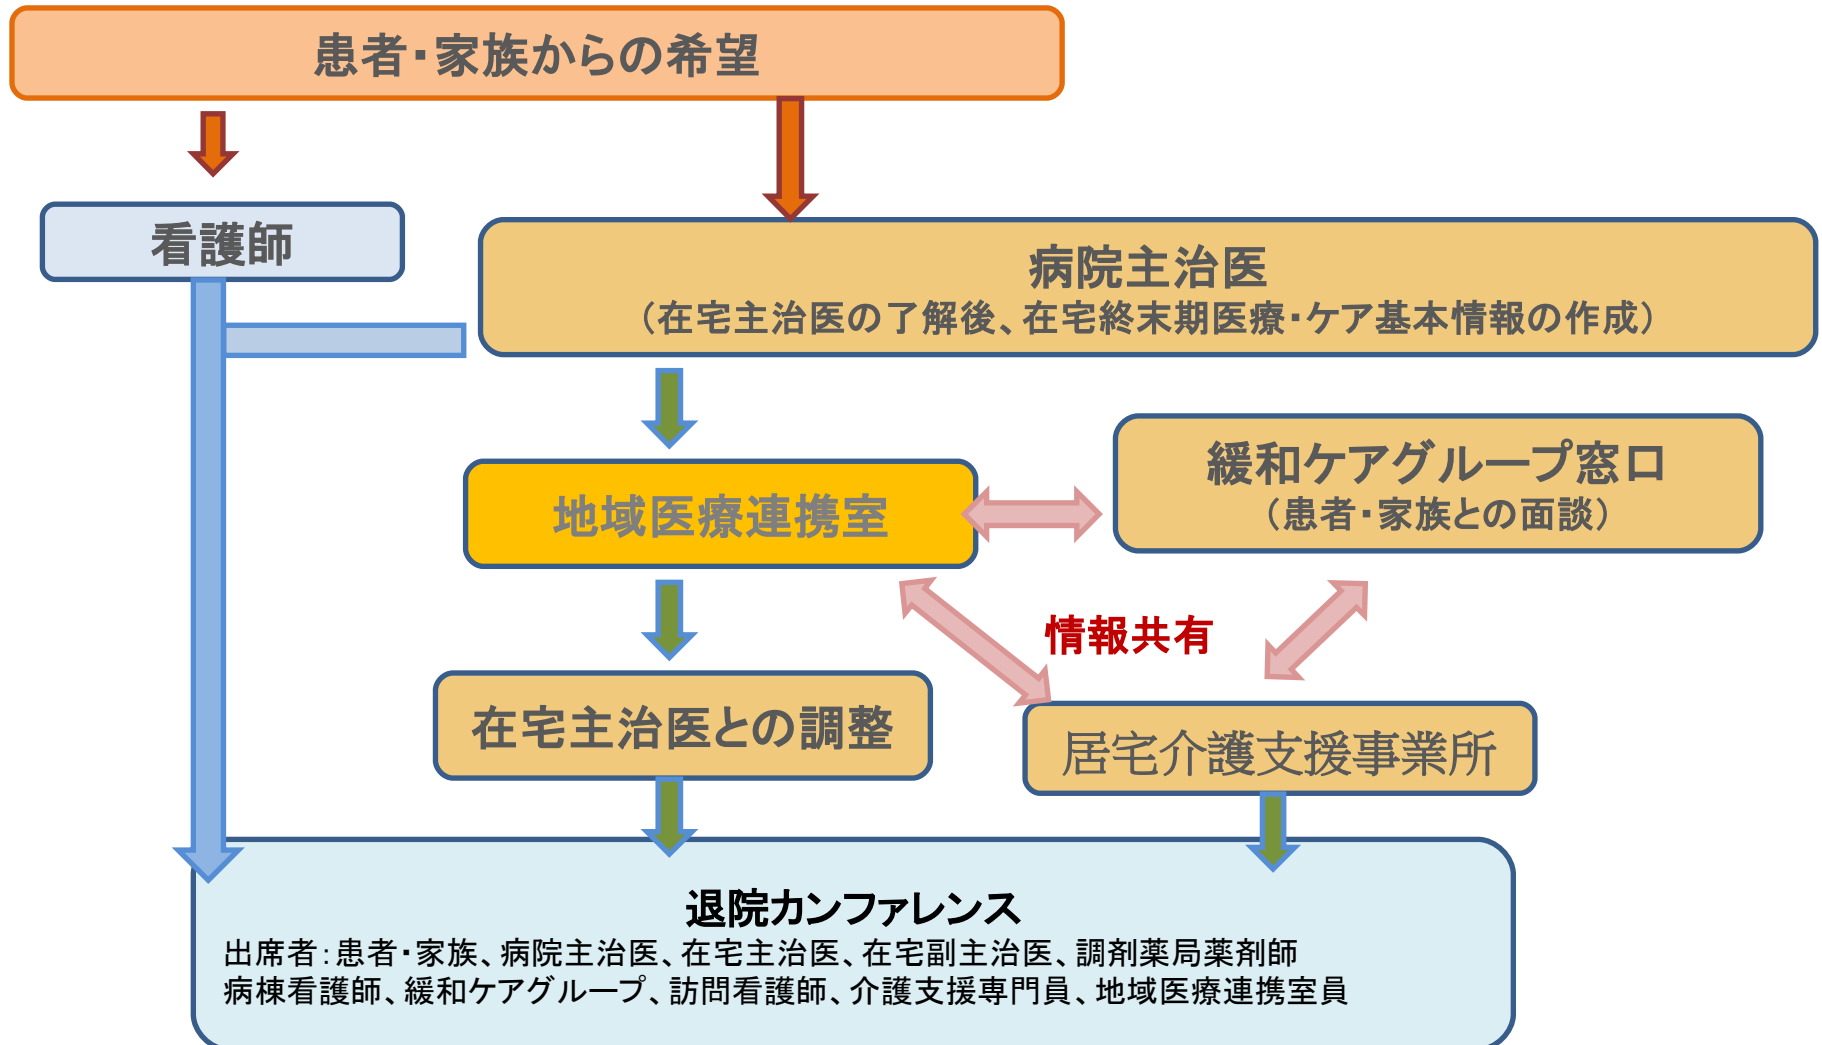 患者・家族からの希望
看護師
病院主治医
（在宅主治医の了解後、在宅終末期医療・ケア基本情報の作成）
地域医療連携室
緩和ケアグループ窓口
（患者・家族との面談）
情報共有
在宅主治医との調整
居宅介護支援事業所
退院カンファレンス
出席者：患者・家族、病院主治医、在宅主治医、在宅副主治医、調剤薬局薬剤師
病棟看護師、緩和ケアグループ、訪問看護師、介護支援専門員、地域医療連携室員